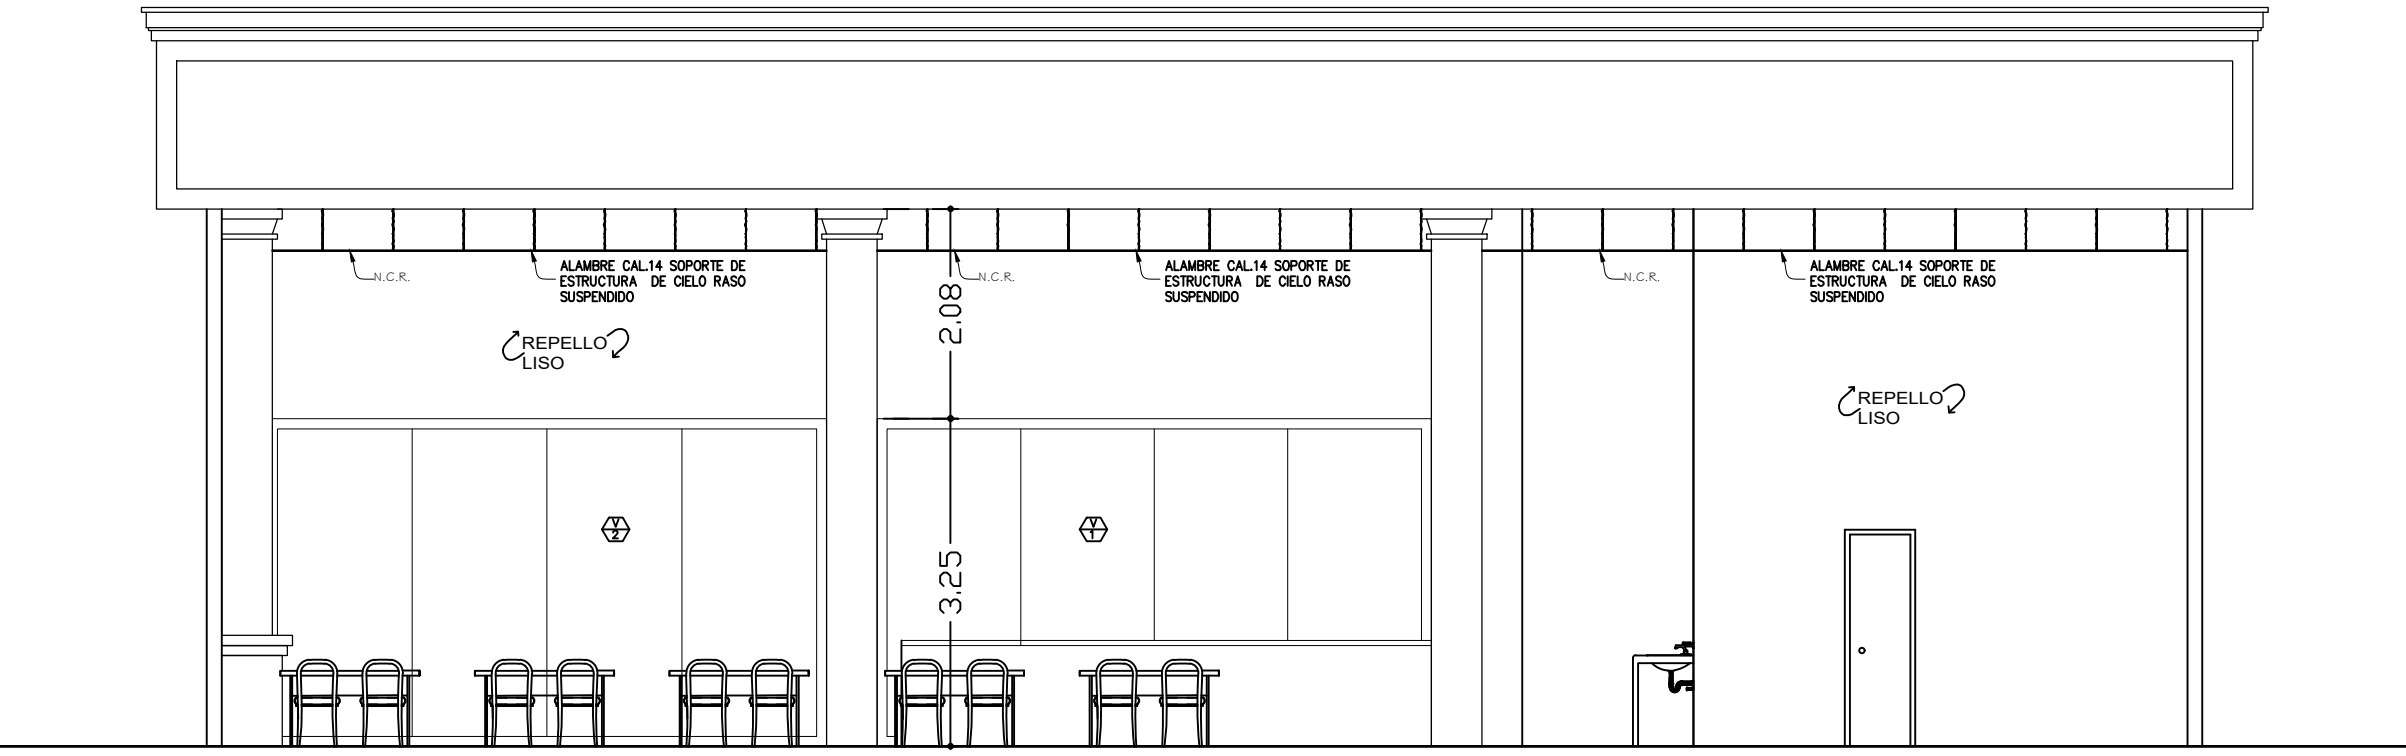 N.C.R.
ALAMBRE CAL.14 SOPORTE DE
ESTRUCTURA DE CIELO RASO
SUSPENDIDO
N.C.R.
ALAMBRE CAL.14 SOPORTE DE
ESTRUCTURA DE CIELO RASO
SUSPENDIDO
N.C.R.
ALAMBRE CAL.14 SOPORTE DE
ESTRUCTURA DE CIELO RASO
SUSPENDIDO
2.08
REPELLO
LISO
REPELLO
LISO
V
2
V
1
3.25